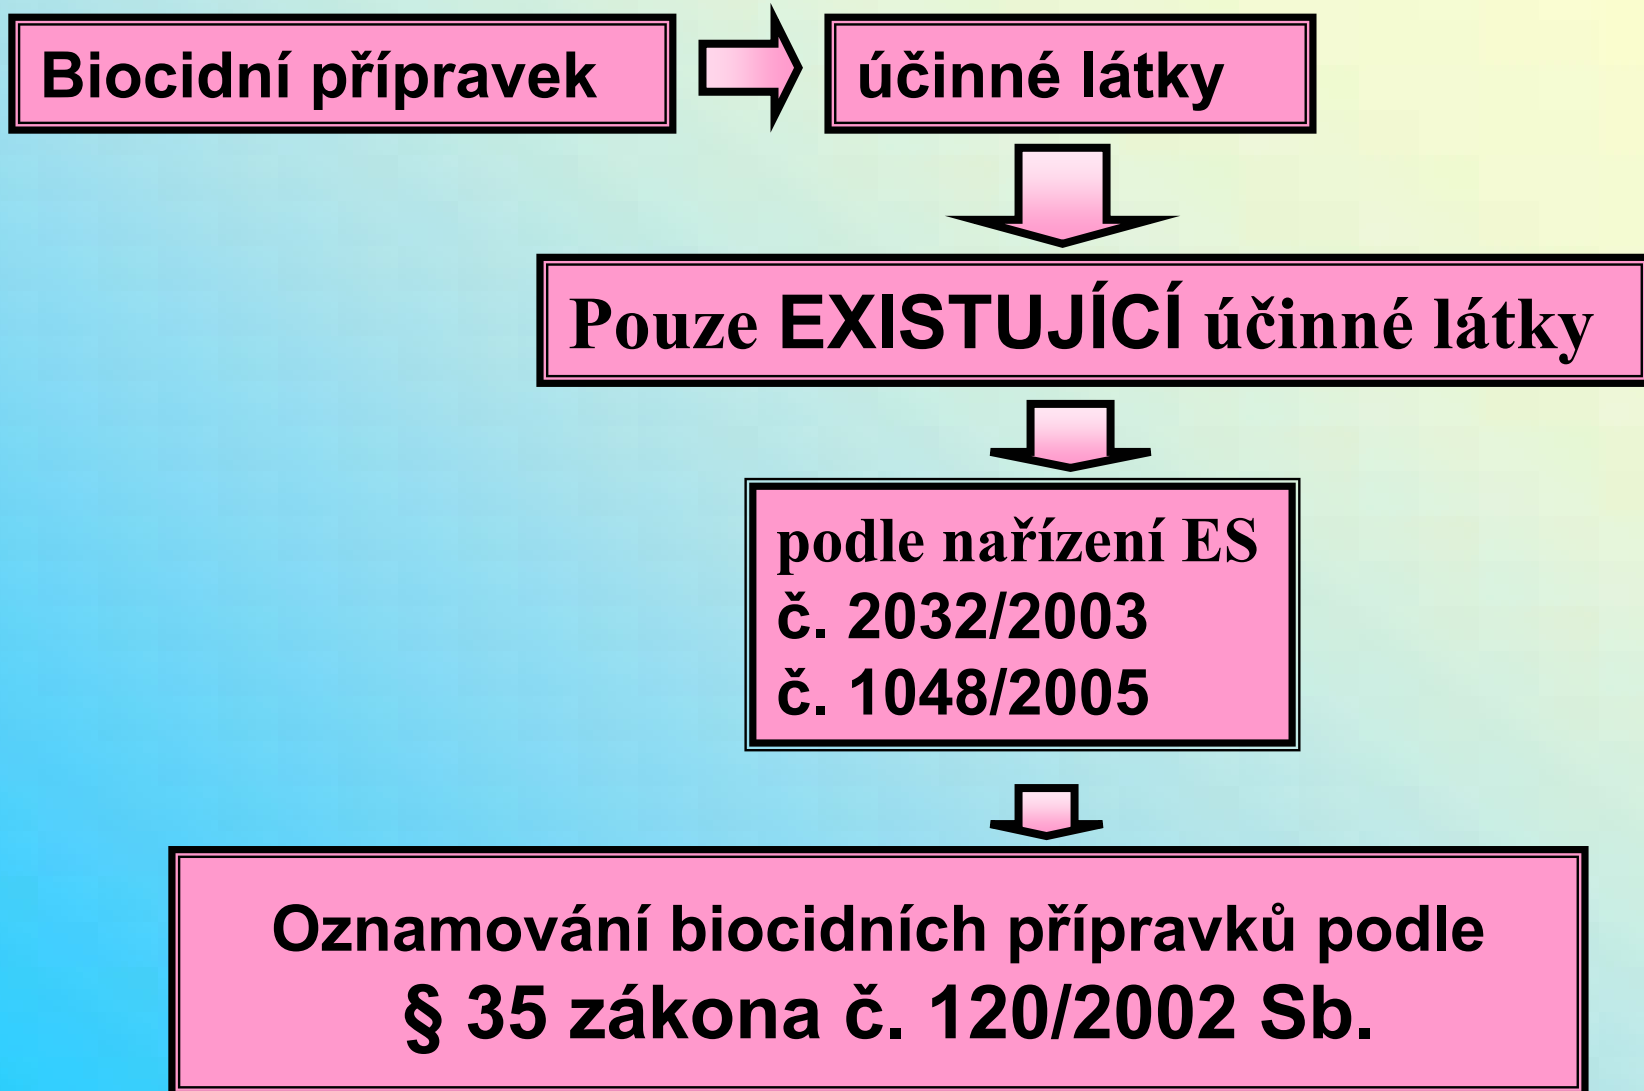 Biocidní přípravek
účinné látky
Pouze EXISTUJÍCÍ účinné látky
podle nařízení ES
č. 2032/2003
č. 1048/2005
Oznamování biocidních přípravků podle
§ 35 zákona č. 120/2002 Sb.